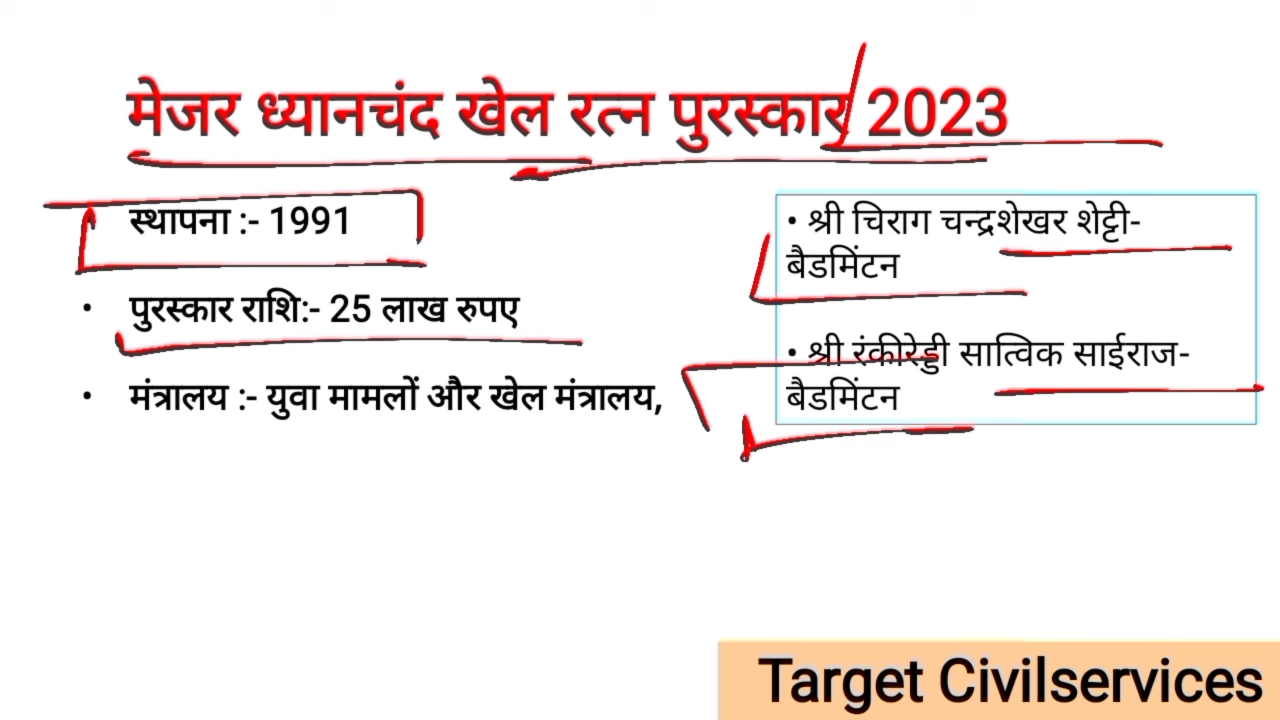 मेजर ध्यानचंद खेल रत्न पुरस्कार 2023
स्थापना :- 1991
• पुरस्कार राशि:- 25 लाख रुपए
• मंत्रालय :- युवा मामलों और खेल मंत्रालय,
• श्री चिराग चन्द्रशेखर शेट्टी-
बैडमिंटन
• श्री रंकीरेड्डी सात्विक साईराज-
बैडमिंटन
Target Civilservices